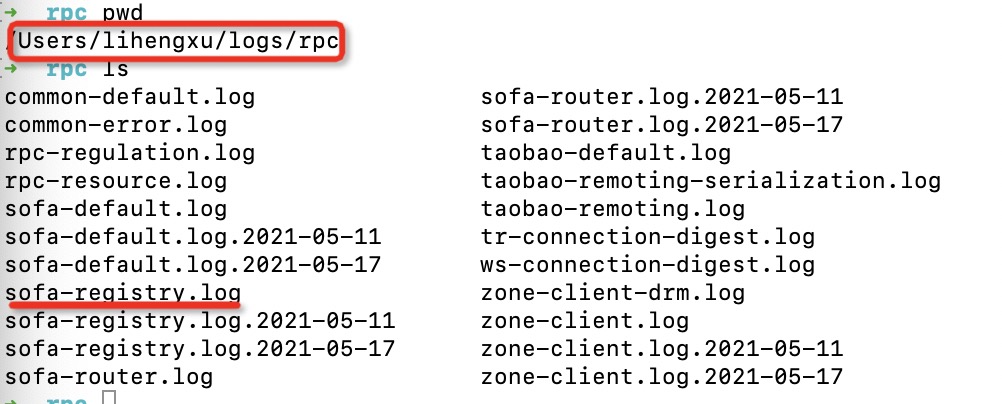 → rpc pwd
/Users/lihengxu/logs/rpc
→ rpc ls
common-default.log sofa-router.log.2021-05-11
common-error.log sofa-router.log.2021-05-17
rpc-regulation.log taobao-default.log
rpc-resource.log taobao-remoting-serialization.log
sofa-default.log taobao-remoting.log
sofa-default.log.2021-05-11 tr-connection-digest.log
sofa-default.log.2021-05-17 ws-connection-digest.log
sofa-registry.log zone-client-drm.log
sofa-registry.log.2021-05-11 zone-client.log
sofa-registry.log.2021-05-17 zone-client.log.2021-05-11
sofa-router.log zone-client.log.2021-05-17
→ rpc